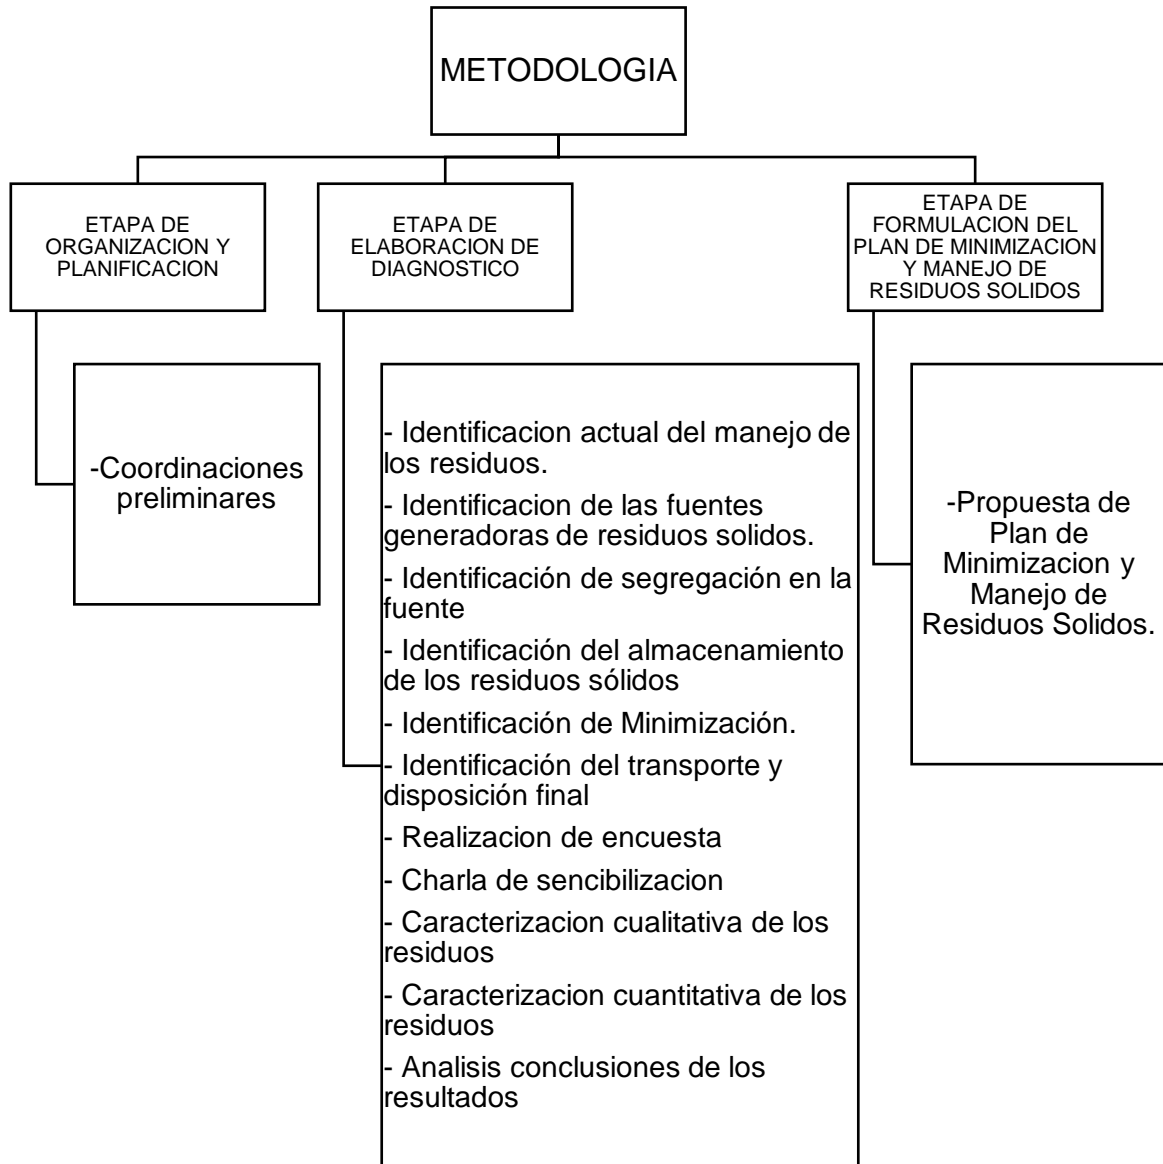 METODOLOGIA
ETAPA DE
ORGANIZACION Y
PLANIFICACION
-Coordinaciones
preliminares
ETAPA DE
ELABORACION DE
DIAGNOSTICO
- Identificacion actual del manejo de
los residuos.
- Identificacion de las fuentes
generadoras de residuos solidos.
- Identificación de segregación en la
fuente
- Identificación del almacenamiento
de los residuos sólidos
- Identificación de Minimización.
- Identificación del transporte y
disposición final
- Realizacion de encuesta
- Charla de sencibilizacion
- Caracterizacion cualitativa de los
residuos
- Caracterizacion cuantitativa de los
residuos
- Analisis conclusiones de los
resultados
ETAPA DE
FORMULACION DEL
PLAN DE MINIMIZACION
Y MANEJO DE
RESIDUOS SOLIDOS
-Propuesta de
Plan de
Minimizacion y
Manejo de
Residuos Solidos.